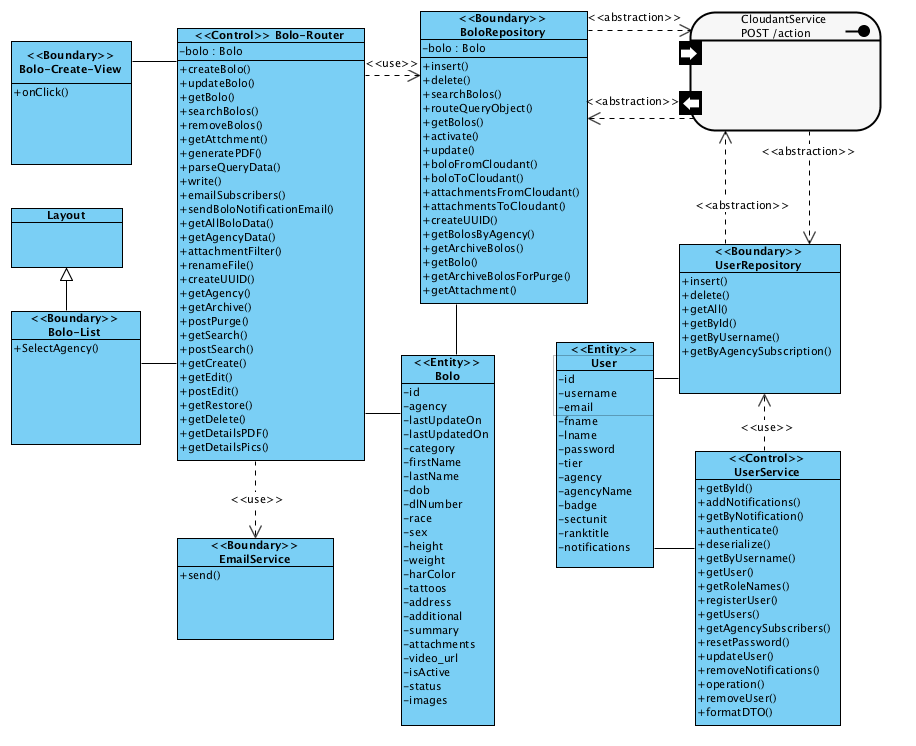 <<Boundary>>
Bolo-Create-View
+onClick()
Layout
<<Boundary>>
Bolo-List
+SelectAgency()
<<Control>> Bolo-Router
-bolo : Bolo
+createBolo()
+updateBolo()
+getBolo()
+searchBolos()
+removeBolos()
+getAttchment()
+generatePDF()
+parseQueryData()
+write()
+emailSubscribers()
+sendBoloNotificationEmail()
+getAllBoloData()
+getAgencyData()
+attachmentFilter()
+renameFile()
+createUUID()
+getAgency()
+getArchive()
+postPurge()
+getSearch()
+postSearch()
+getCreate()
+getEdit()
+postEdit()
+getRestore()
+getDelete()
+getDetailsPDF()
+getDetailsPics()
<<use>>
<<Boundary>>
EmailService
+send()
<<use>>
<<Boundary>>
BoloRepository
-bolo : Bolo
+insert()
+delete()
+searchBolos()
+routeQueryObject()
+getBolos()
+activate()
+update()
+boloFromCloudant()
+boloToCloudant()
+attachmentsFromCloudant()
+attachmentsToCloudant()
+createUUID()
+getBolosByAgency()
+getArchiveBolos()
+getBolo()
+getArchiveBolosForPurge()
+getAttachment()
<<Entity>>
Bolo
-id
-agency
-lastUpdateOn
-lastUpdatedOn
-category
-firstName
-lastName
-dob
-dlNumber
-race
-sex
-height
-weight
-harColor
-tattoos
-address
-additional
-summary
-attachments
-video_url
-isActive
-status
-images
<<abstraction>>
<<abstraction>>
CloudantService
POST /action
<<abstraction>>
<<abstraction>>
<<Boundary>>
UserRepository
+insert()
+delete()
+getAll()
+getById()
+getByUsername()
+getByAgencySubscription()
<<Entity>>
User
-id
-username
-email
-fname
-lname
-password
-tier
-agency
-agencyName
-badge
-sectunit
-ranktitle
-notifications
<<use>>
<<Control>>
UserService
+getById()
+addNotifications()
+getByNotification()
+authenticate()
+deserialize()
+getByUsername()
+getUser()
+getRoleNames()
+registerUser()
+getUsers()
+getAgencySubscribers()
+resetPassword()
+updateUser()
+removeNotifications()
+operation()
+removeUser()
+formatDTO()